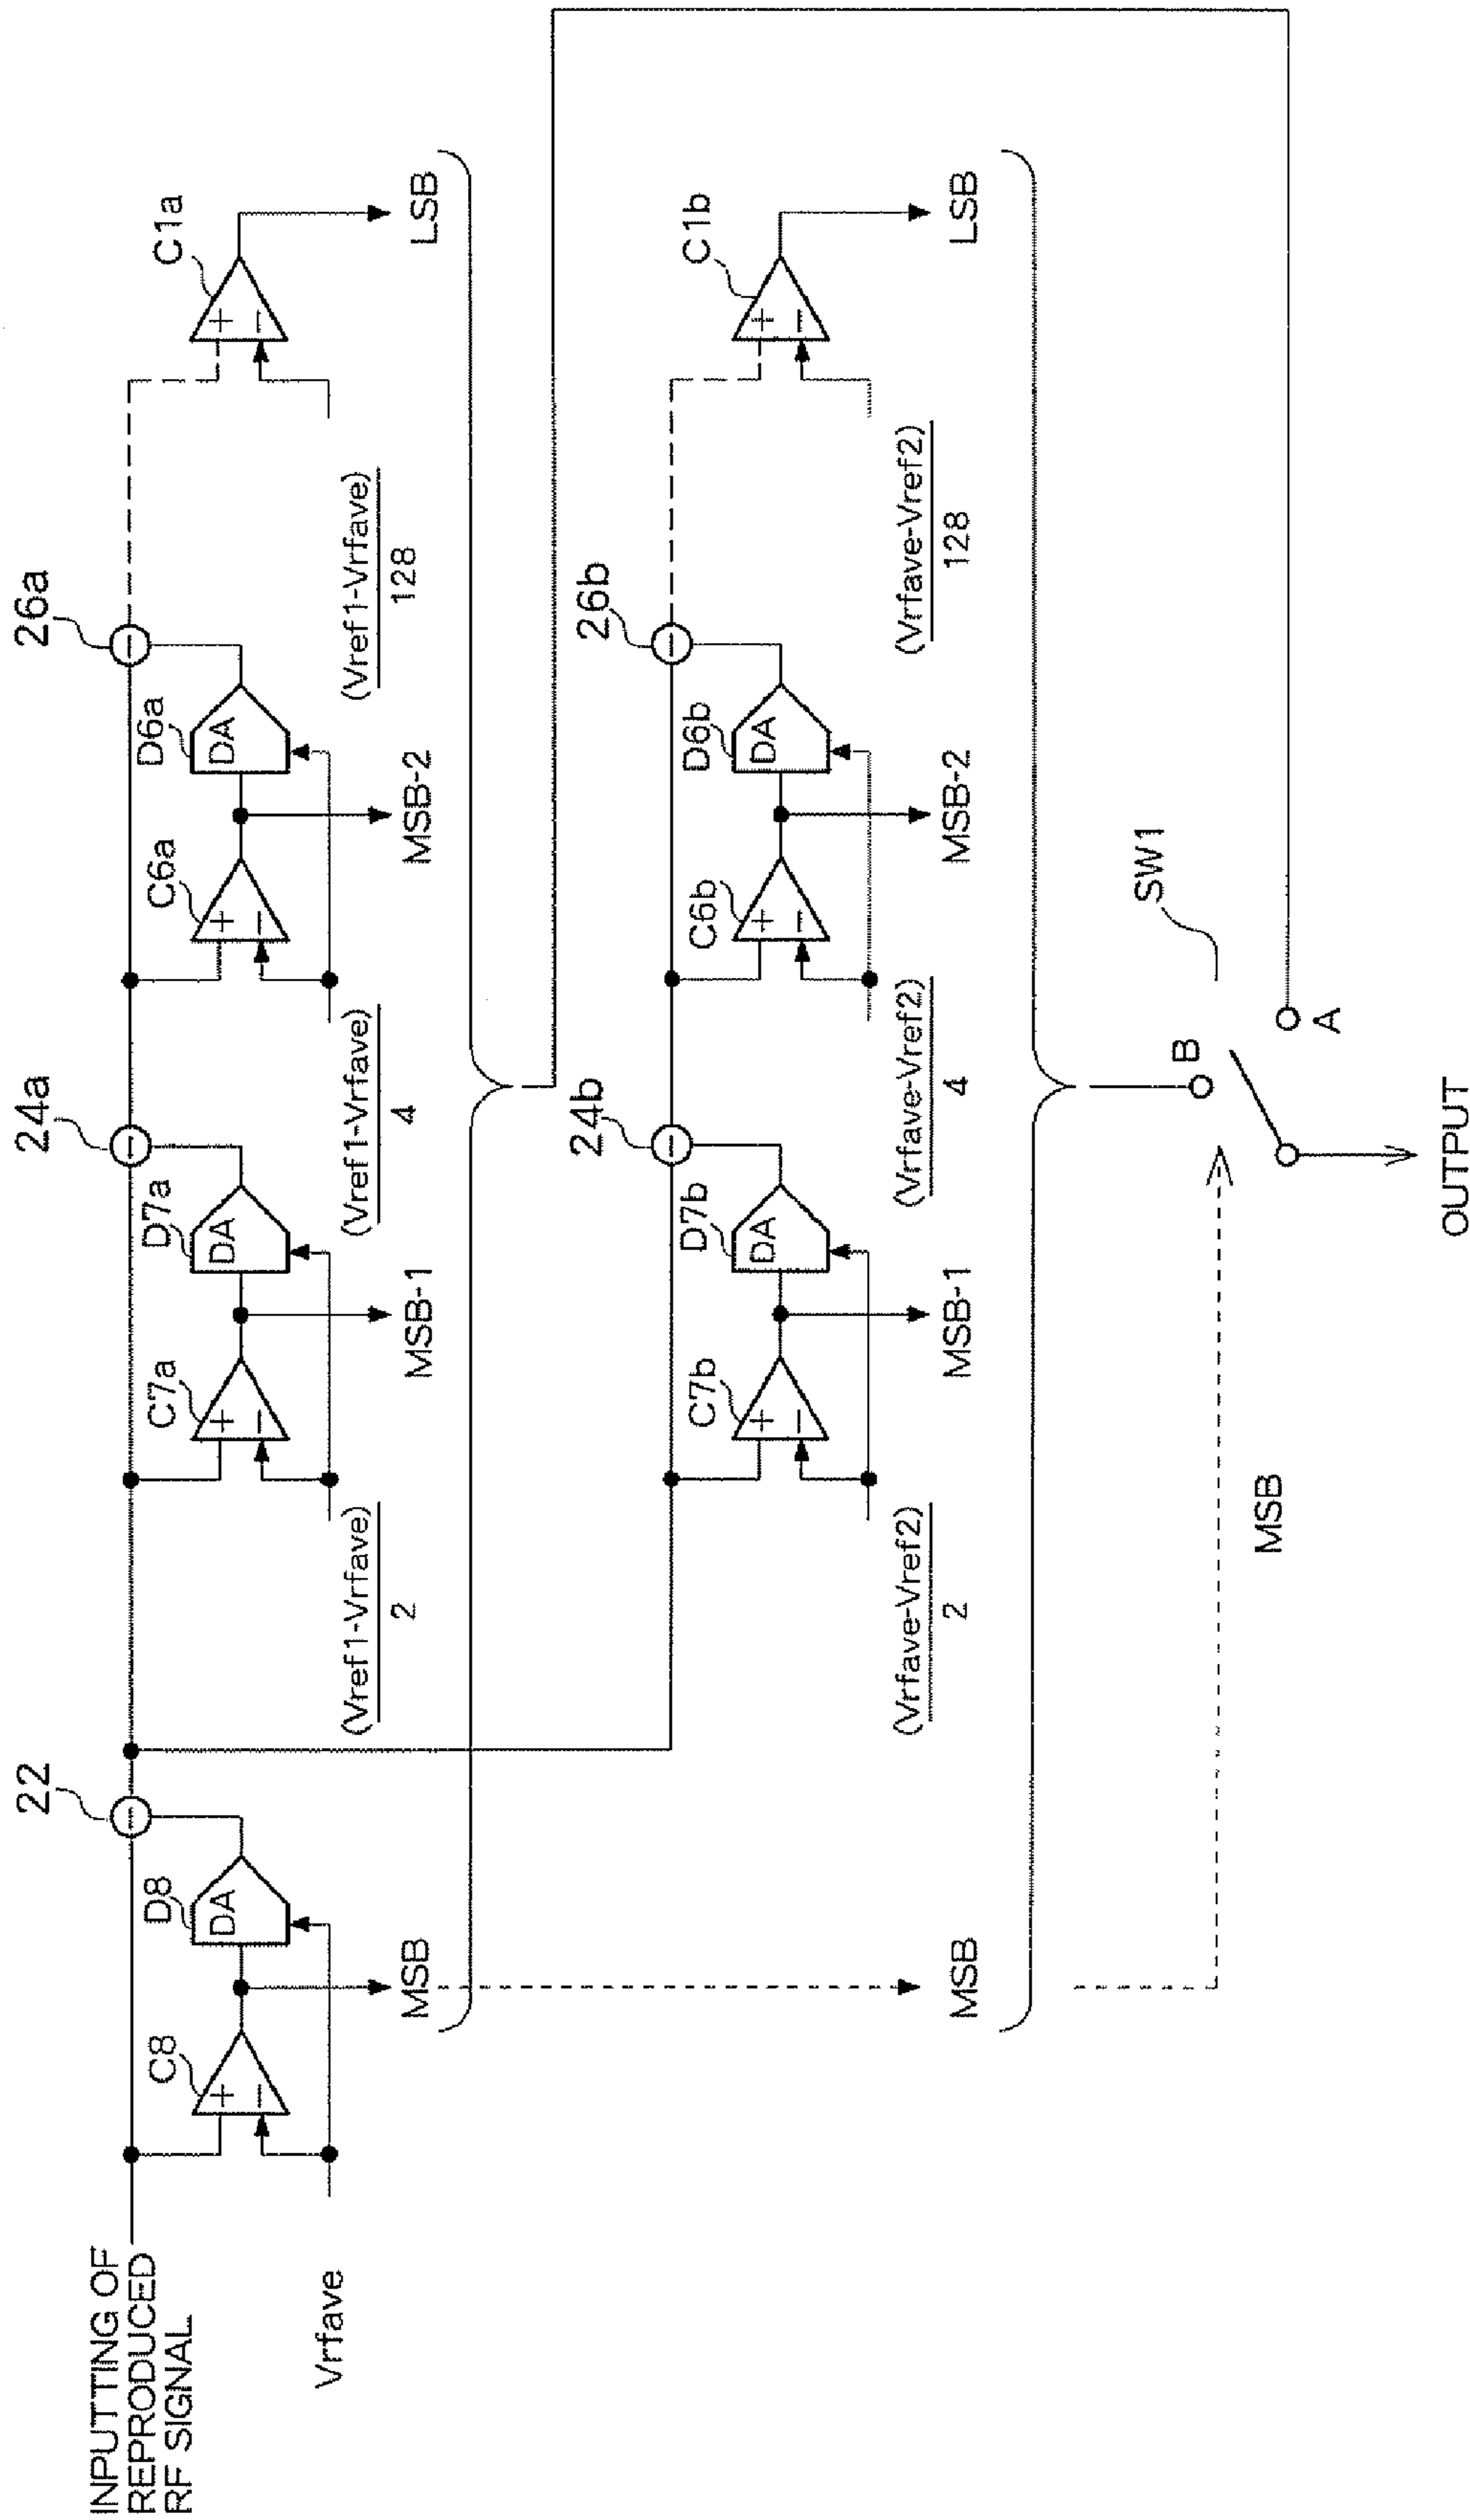 INPUTTING OF
REPRODUCED
RF SIGNAL
Vrfave
C8
D8
DA
22
MSB
C7a
D7a
DA
24a
(Vref1-Vrfave)
2
MSB-1
C6a
D6a
DA
26a
(Vref1-Vrfave)
4
MSB-2
C1a
(Vref1-Vrfave)
128
LSB
C7b
D7b
DA
24b
(Vrfave-Vref2)
2
MSB
MSB-1
C6b
D6b
DA
26b
(Vrfave-Vref2)
4
MSB-2
C1b
(Vrfave-Vref2)
128
LSB
MSB
B
SW1
A
OUTPUT